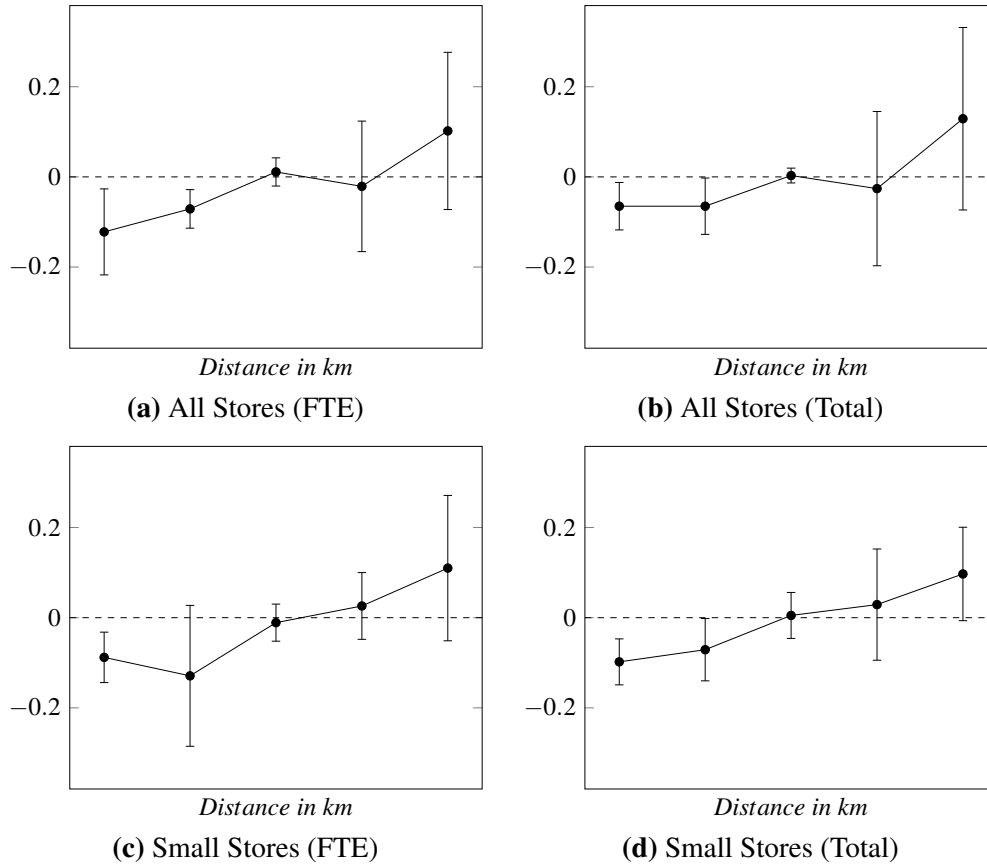 0.2
0
−0.2
Distance in km
(a) All Stores (FTE)
0.2
0
−0.2
Distance in km
(b) All Stores (Total)
0.2
0
−0.2
Distance in km
(c) Small Stores (FTE)
0.2
0
−0.2
Distance in km
(d) Small Stores (Total)